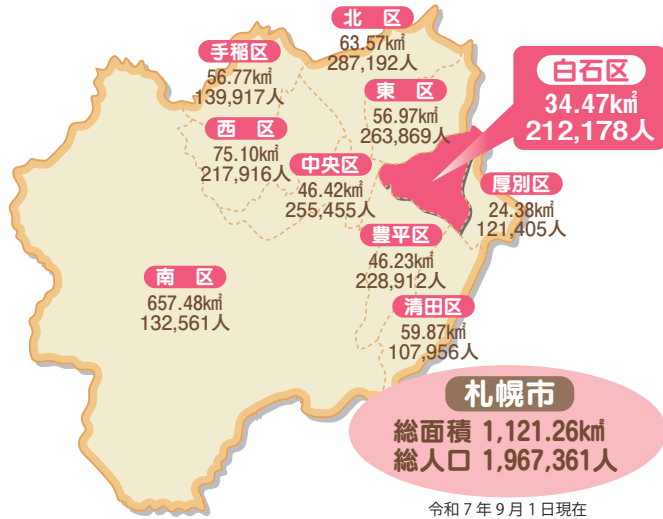 北 区
63.57k㎡
287,192人
手稲区
56.77k㎡
139,917人
東 区
56.97k㎡
263,869人
白石区
34.47k㎡
212,178人
西 区
75.10k㎡
217,916人
中央区
46.42k㎡
255,455人
厚別区
24.38k㎡
121,405人
豊平区
46.23k㎡
228,912人
南 区
657.48k㎡
132,561人
清田区
59.87k㎡
107,956人
札幌市
総面積 1,121.26k㎡
総人口 1,967,361人
令和 7 年 9 月 1 日現在